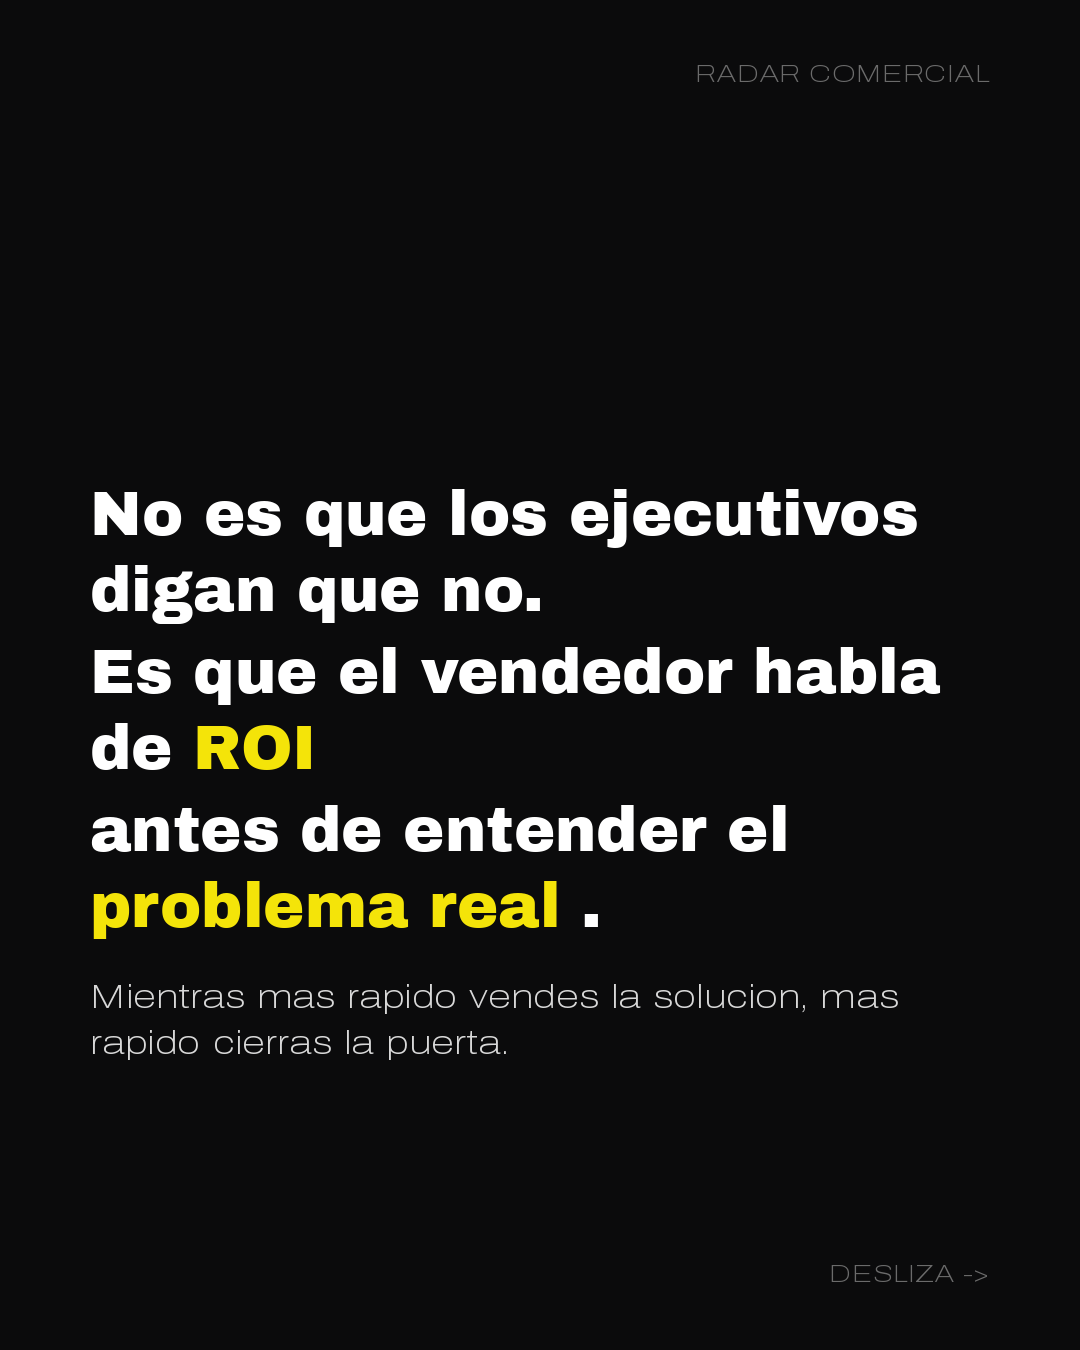 RADAR COMERCIAL
No es que los ejecutivos
digan que no.
Es que el vendedor habla
de ROI
antes de entender el
problema real .
Mientras mas rapido vendes la solucion, mas
rapido cierras la puerta.
DESLIZA ->